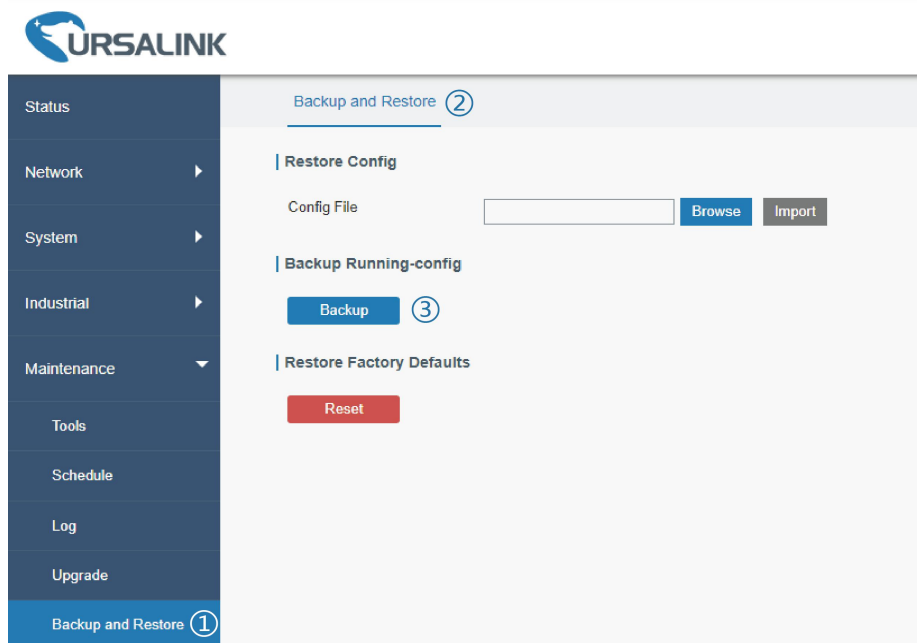 URSALINK
Status
Network
System
Industrial
Maintenance
Tools
Schedule
Log
Upgrade
Backup and Restore ①
Backup and Restore ②
Restore Config
Config File
Browse
Import
Backup Running-config
Backup ③
Restore Factory Defaults
Reset